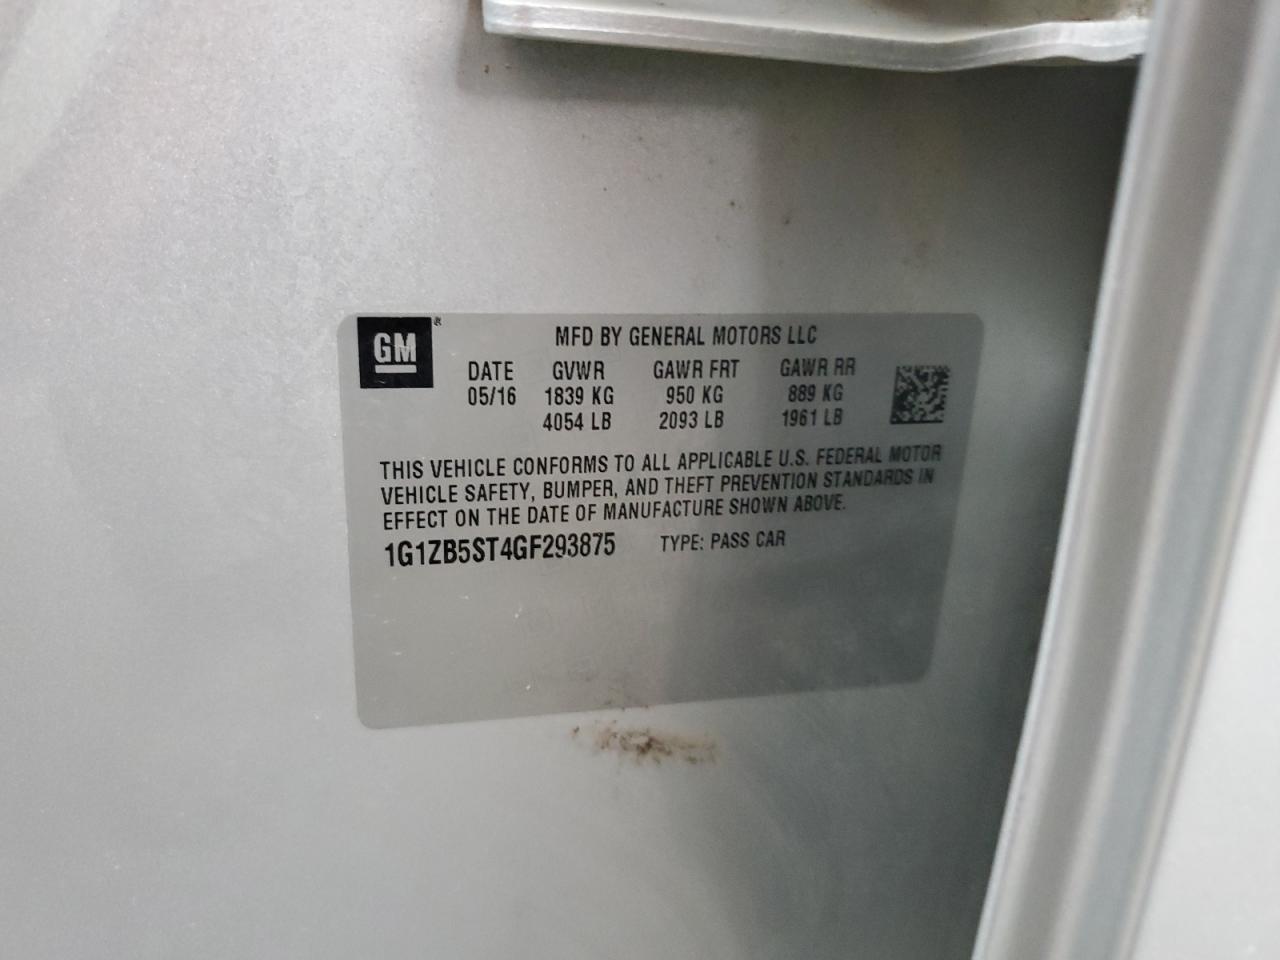 GM®
MFD BY GENERAL MOTORS LLC
DATE GVWR GAWR FRT GAWR RR
05/16 1839 KG 950 KG 889 KG
4054 LB 2093 LB 1961 LB
THIS VEHICLE CONFORMS TO ALL APPLICABLE U.S. FEDERAL MOTOR
VEHICLE SAFETY, BUMPER, AND THEFT PREVENTION STANDARDS IN
EFFECT ON THE DATE OF MANUFACTURE SHOWN ABOVE.
1G1ZB5ST4GF293875 TYPE: PASS CAR